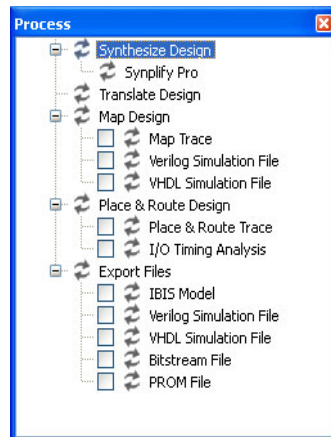 Process
Synthesize Design
Synplify Pro
Translate Design
Map Design
Map Trace
Verilog Simulation File
VHDL Simulation File
Place & Route Design
Place & Route Trace
I/O Timing Analysis
Export Files
IBIS Model
Verilog Simulation File
VHDL Simulation File
Bitstream File
PROM File